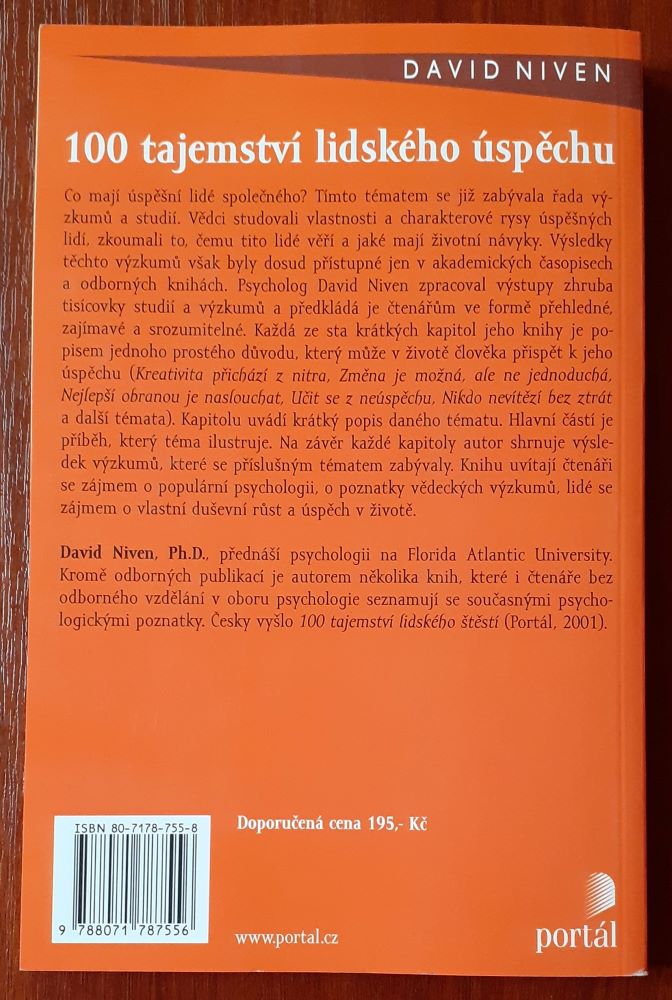 DAVID NIVEN
100 tajemství lidského úspěchu
Co mají úspěšní lidé společného? Tímto tématem se již zabývala řada vý-
zkumů a studií. Vědci studovali vlastnosti a charakterové rysy úspěšných
lidí, zkoumali to, čemu tito lidé věří a jaké mají životní návyky. Výsledky
těchto výzkumů však byly dosud přístupné jen v akademických časopisech
a odborných knihách. Psycholog David Niven zpracoval výstupy zhruba
tisícovky studií a výzkumů a předkládá je čtenářům ve formě přehledné,
zajímavé a srozumitelné. Každá ze sta krátkých kapitol jeho knihy je po-
pisem jednoho prostého důvodu, který může v životě člověka přispět k jeho
úspěchu (Kreativita přichází z nitra, Změna je možná, ale ne jednoduchá,
Nejlepší obranou je naslouchat, Učit se z neúspěchu, Nikdo nevítězí bez ztrát
a další témata). Kapitolu uvádí krátký popis daného tématu. Hlavní částí je
příběh, který téma ilustruje. Na závěr každé kapitoly autor shrnuje výsle-
dek výzkumů, které se příslušným tématem zabývaly. Knihu uvítají čtenáři
se zájmem o populární psychologii, o poznatky vědeckých výzkumů, lidé se
zájmem o vlastní duševní růst a úspěch v životě.
David Niven, Ph.D., přednáší psychologii na Florida Atlantic University.
Kromě odborných publikací je autorem několika knih, které i čtenáře bez
odborného vzdělání v oboru psychologie seznamují se současnými psycho-
logickými poznatky. Česky vyšlo 100 tajemství lidského štěstí (Portál, 2001).
ISBN 80-7178-755-8
9 788071 787556
Doporučená cena 195,- Kč
www.portal.cz
portál